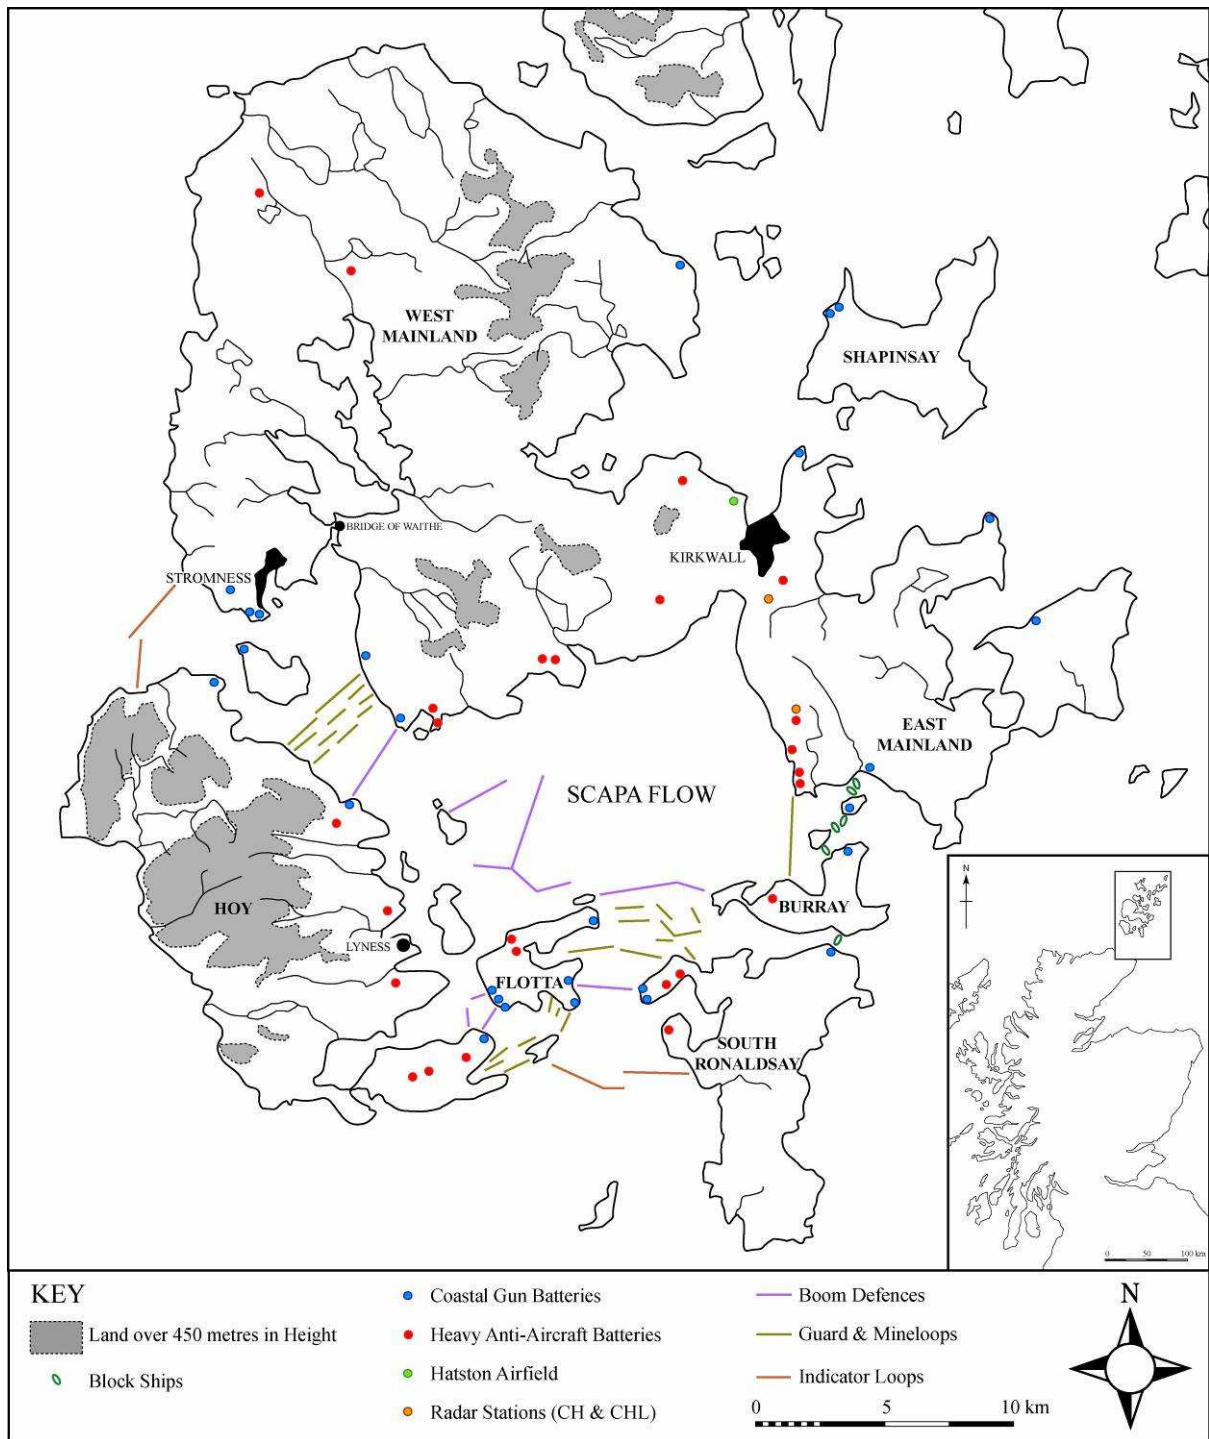 WEST
MAINLAND
SHAPINSAY
BRIDGE OF WAITHE
KIRKWALL
STROMNESS
EAST
MAINLAND
SCAPA FLOW
HOY
BURRAY
LYNESS
FLOTTA
SOUTH
RONALDSAY
N
0 50 100 km
KEY
Land over 450 metres in Height
Block Ships
Coastal Gun Batteries
Heavy Anti-Aircraft Batteries
Hatston Airfield
Radar Stations (CH & CHL)
Boom Defences
Guard & Mineloops
Indicator Loops
0 5 10 km
N